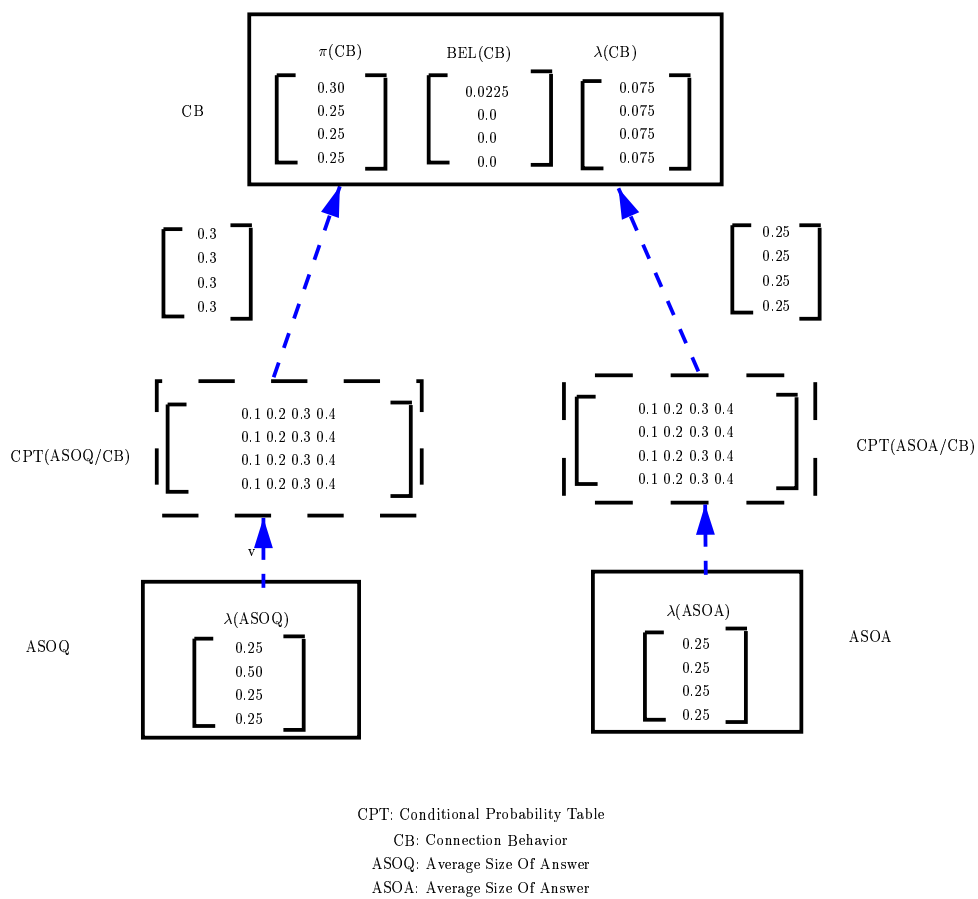 π(CB) BEL(CB) λ(CB)
0.30 0.0225 0.075
0.25 0.0 0.075
0.25 0.0 0.075
0.25 0.0 0.075
CB
0.3 0.25
0.3 0.25
0.3 0.25
0.3 0.25
CPT(ASOQ/CB)
0.1 0.2 0.3 0.4
0.1 0.2 0.3 0.4
0.1 0.2 0.3 0.4
0.1 0.2 0.3 0.4
0.1 0.2 0.3 0.4
0.1 0.2 0.3 0.4
0.1 0.2 0.3 0.4
0.1 0.2 0.3 0.4
CPT(ASOA/CB)
v
ASOQ
λ(ASOQ)
0.25
0.50
0.25
0.25
λ(ASOA)
0.25
0.25
0.25
0.25
ASOA
CPT: Conditional Probability Table
CB: Connection Behavior
ASOQ: Average Size Of Answer
ASOA: Average Size Of Answer